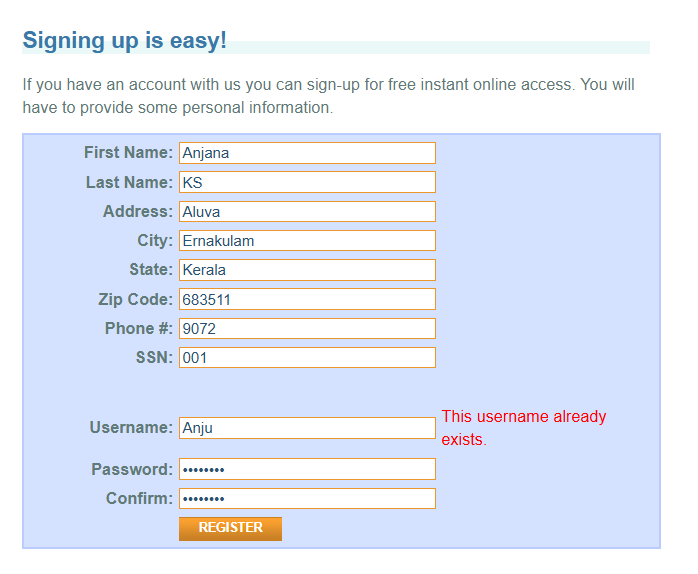 Signing up is easy!
If you have an account with us you can sign-up for free instant online access. You will
have to provide some personal information.
First Name: Anjana
Last Name: KS
Address: Aluva
City: Ernakulam
State: Kerala
Zip Code: 683511
Phone #: 9072
SSN: 001
Username: Anju This username already
exists.
Password: ••••••••
Confirm: ••••••••
REGISTER